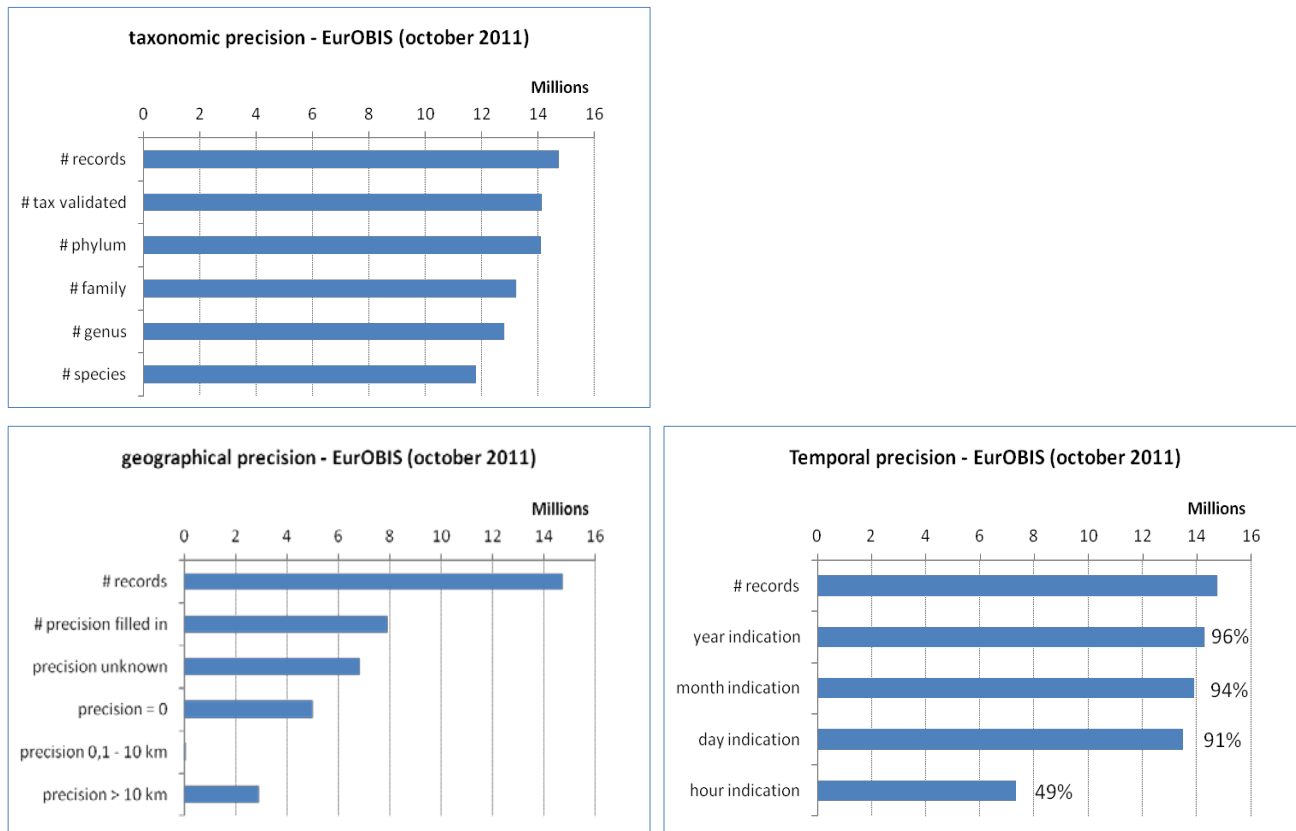 taxonomic precision - EurOBIS (october 2011)
Millions
0 2 4 6 8 10 12 14 16
# records
# tax validated
# phylum
# family
# genus
# species
geographical precision - EurOBIS (october 2011)
Millions
0 2 4 6 8 10 12 14 16
# records
# precision filled in
precision unknown
precision = 0
precision 0,1 - 10 km
precision > 10 km
Temporal precision - EurOBIS (october 2011)
Millions
0 2 4 6 8 10 12 14 16
# records
year indication 96%
month indication 94%
day indication 91%
hour indication 49%